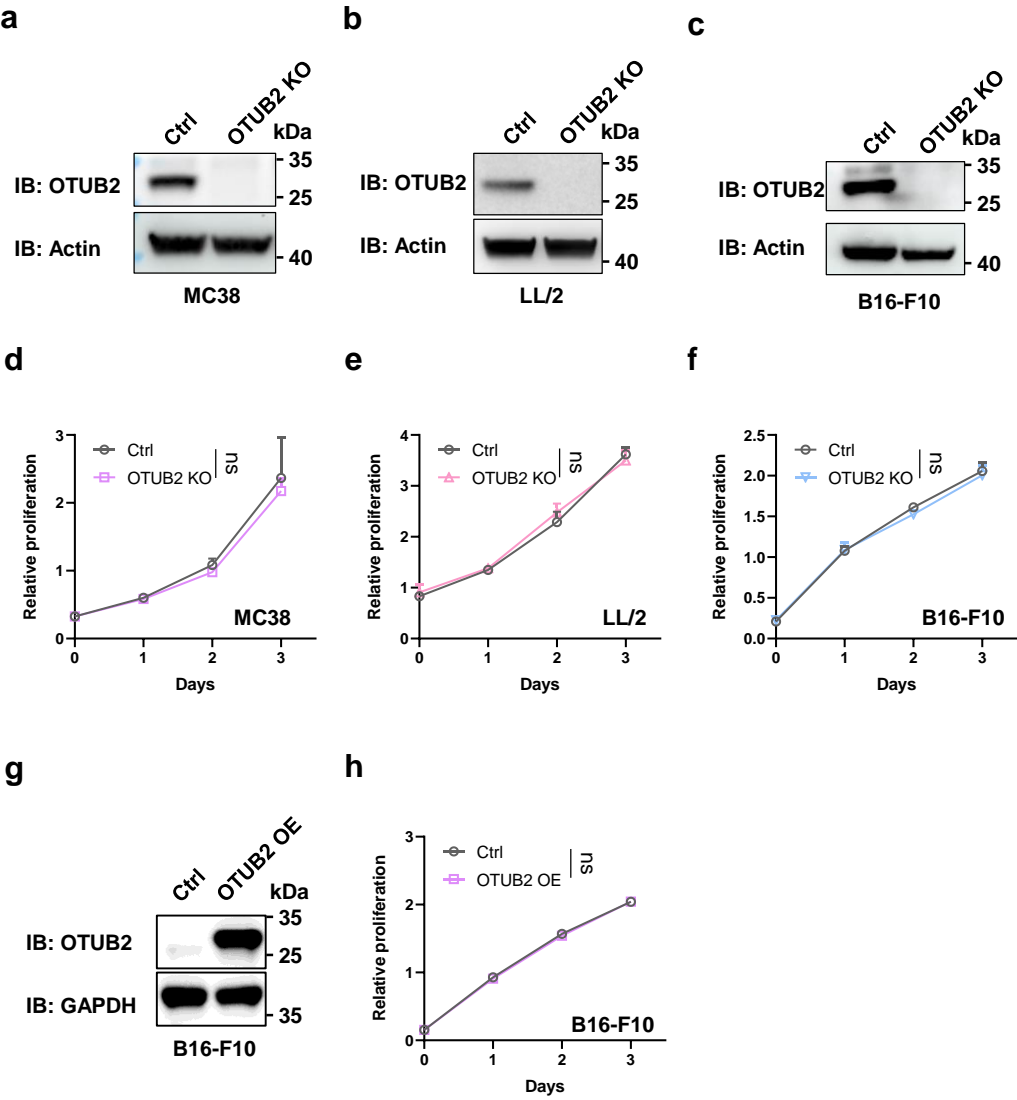 a
Ctrl
OTUB2 KO
kDa
IB: OTUB2
35
25
IB: Actin
40
MC38
b
Ctrl
OTUB2 KO
kDa
IB: OTUB2
35
25
IB: Actin
40
LL/2
c
Ctrl
OTUB2 KO
kDa
IB: OTUB2
35
25
IB: Actin
40
B16-F10
d
Relative proliferation
3
2
1
0
Ctrl
OTUB2 KO
ns
MC38
0 1 2 3
Days
e
Relative proliferation
4
3
2
1
0
Ctrl
OTUB2 KO
ns
LL/2
0 1 2 3
Days
f
Relative proliferation
2.5
2.0
1.5
1.0
0.5
0.0
Ctrl
OTUB2 KO
ns
B16-F10
0 1 2 3
Days
g
Ctrl
OTUB2 OE
kDa
IB: OTUB2
35
25
IB: GAPDH
35
B16-F10
h
Relative proliferation
3
2
1
0
Ctrl
OTUB2 OE
ns
B16-F10
0 1 2 3
Days